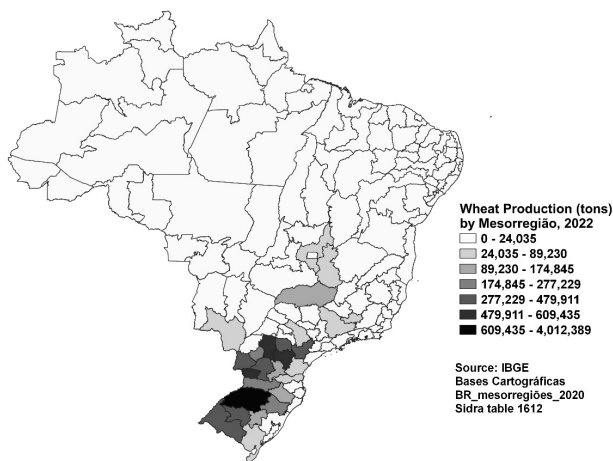 Wheat Production (tons)
by Mesorregião, 2022
0 - 24,035
24,035 - 89,230
89,230 - 174,845
174,845 - 277,229
277,229 - 479,911
479,911 - 609,435
609,435 - 4,012,389
Source: IBGE
Bases Cartográficas
BR_mesorregiões_2020
Sidra table 1612